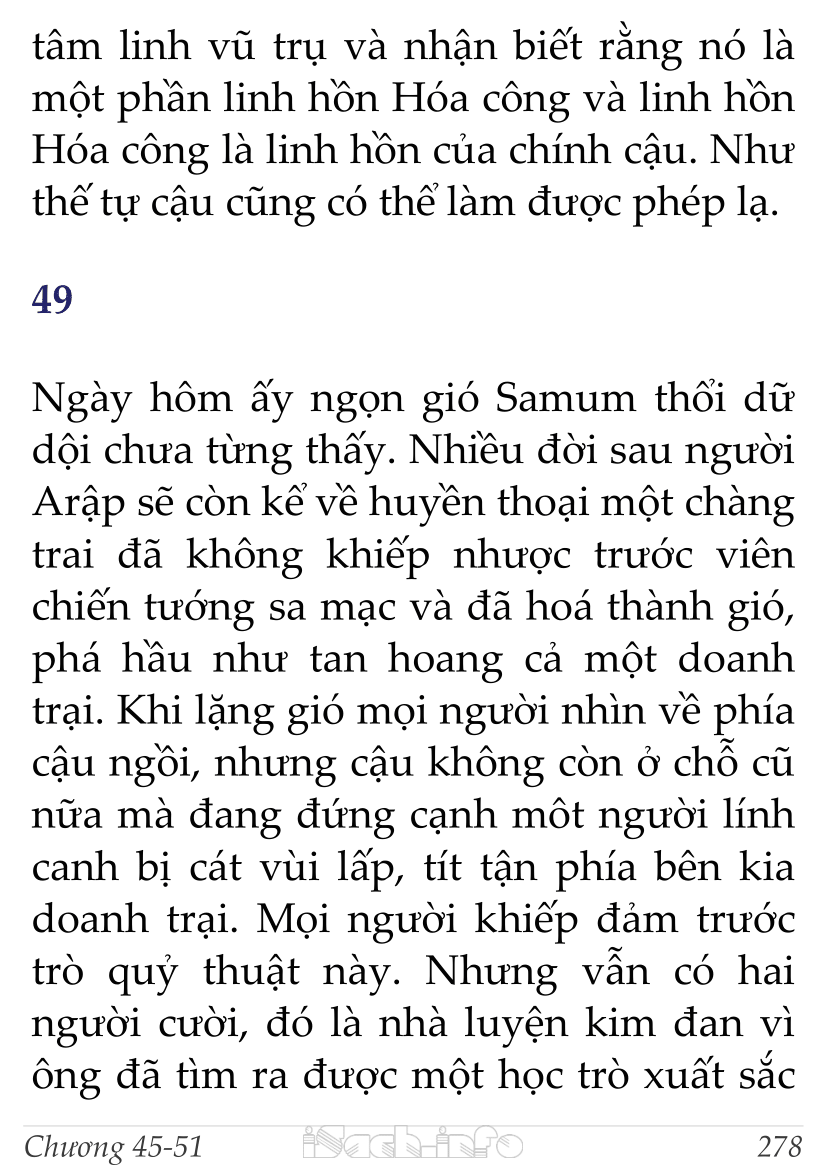 tâm linh vũ trụ và nhận biết rằng nó là
một phần linh hồn Hóa công và linh hồn
Hóa công là linh hồn của chính cậu. Như
thế tự cậu cũng có thể làm được phép lạ.
49
Ngày hôm ấy ngọn gió Samum thổi dữ
dội chưa từng thấy. Nhiều đời sau người
Arập sẽ còn kể về huyền thoại một chàng
trai đã không khiếp nhược trước viên
chiến tướng sa mạc và đã hoá thành gió,
phá hầu như tan hoang cả một doanh
trại. Khi lặng gió mọi người nhìn về phía
cậu ngồi, nhưng cậu không còn ở chỗ cũ
nữa mà đang đứng cạnh môt người lính
canh bị cát vùi lấp, tít tận phía bên kia
doanh trại. Mọi người khiếp đảm trước
trò quỷ thuật này. Nhưng vẫn có hai
người cười, đó là nhà luyện kim đan vì
ông đã tìm ra được một học trò xuất sắc
Chương 45-51 iSach.info 278